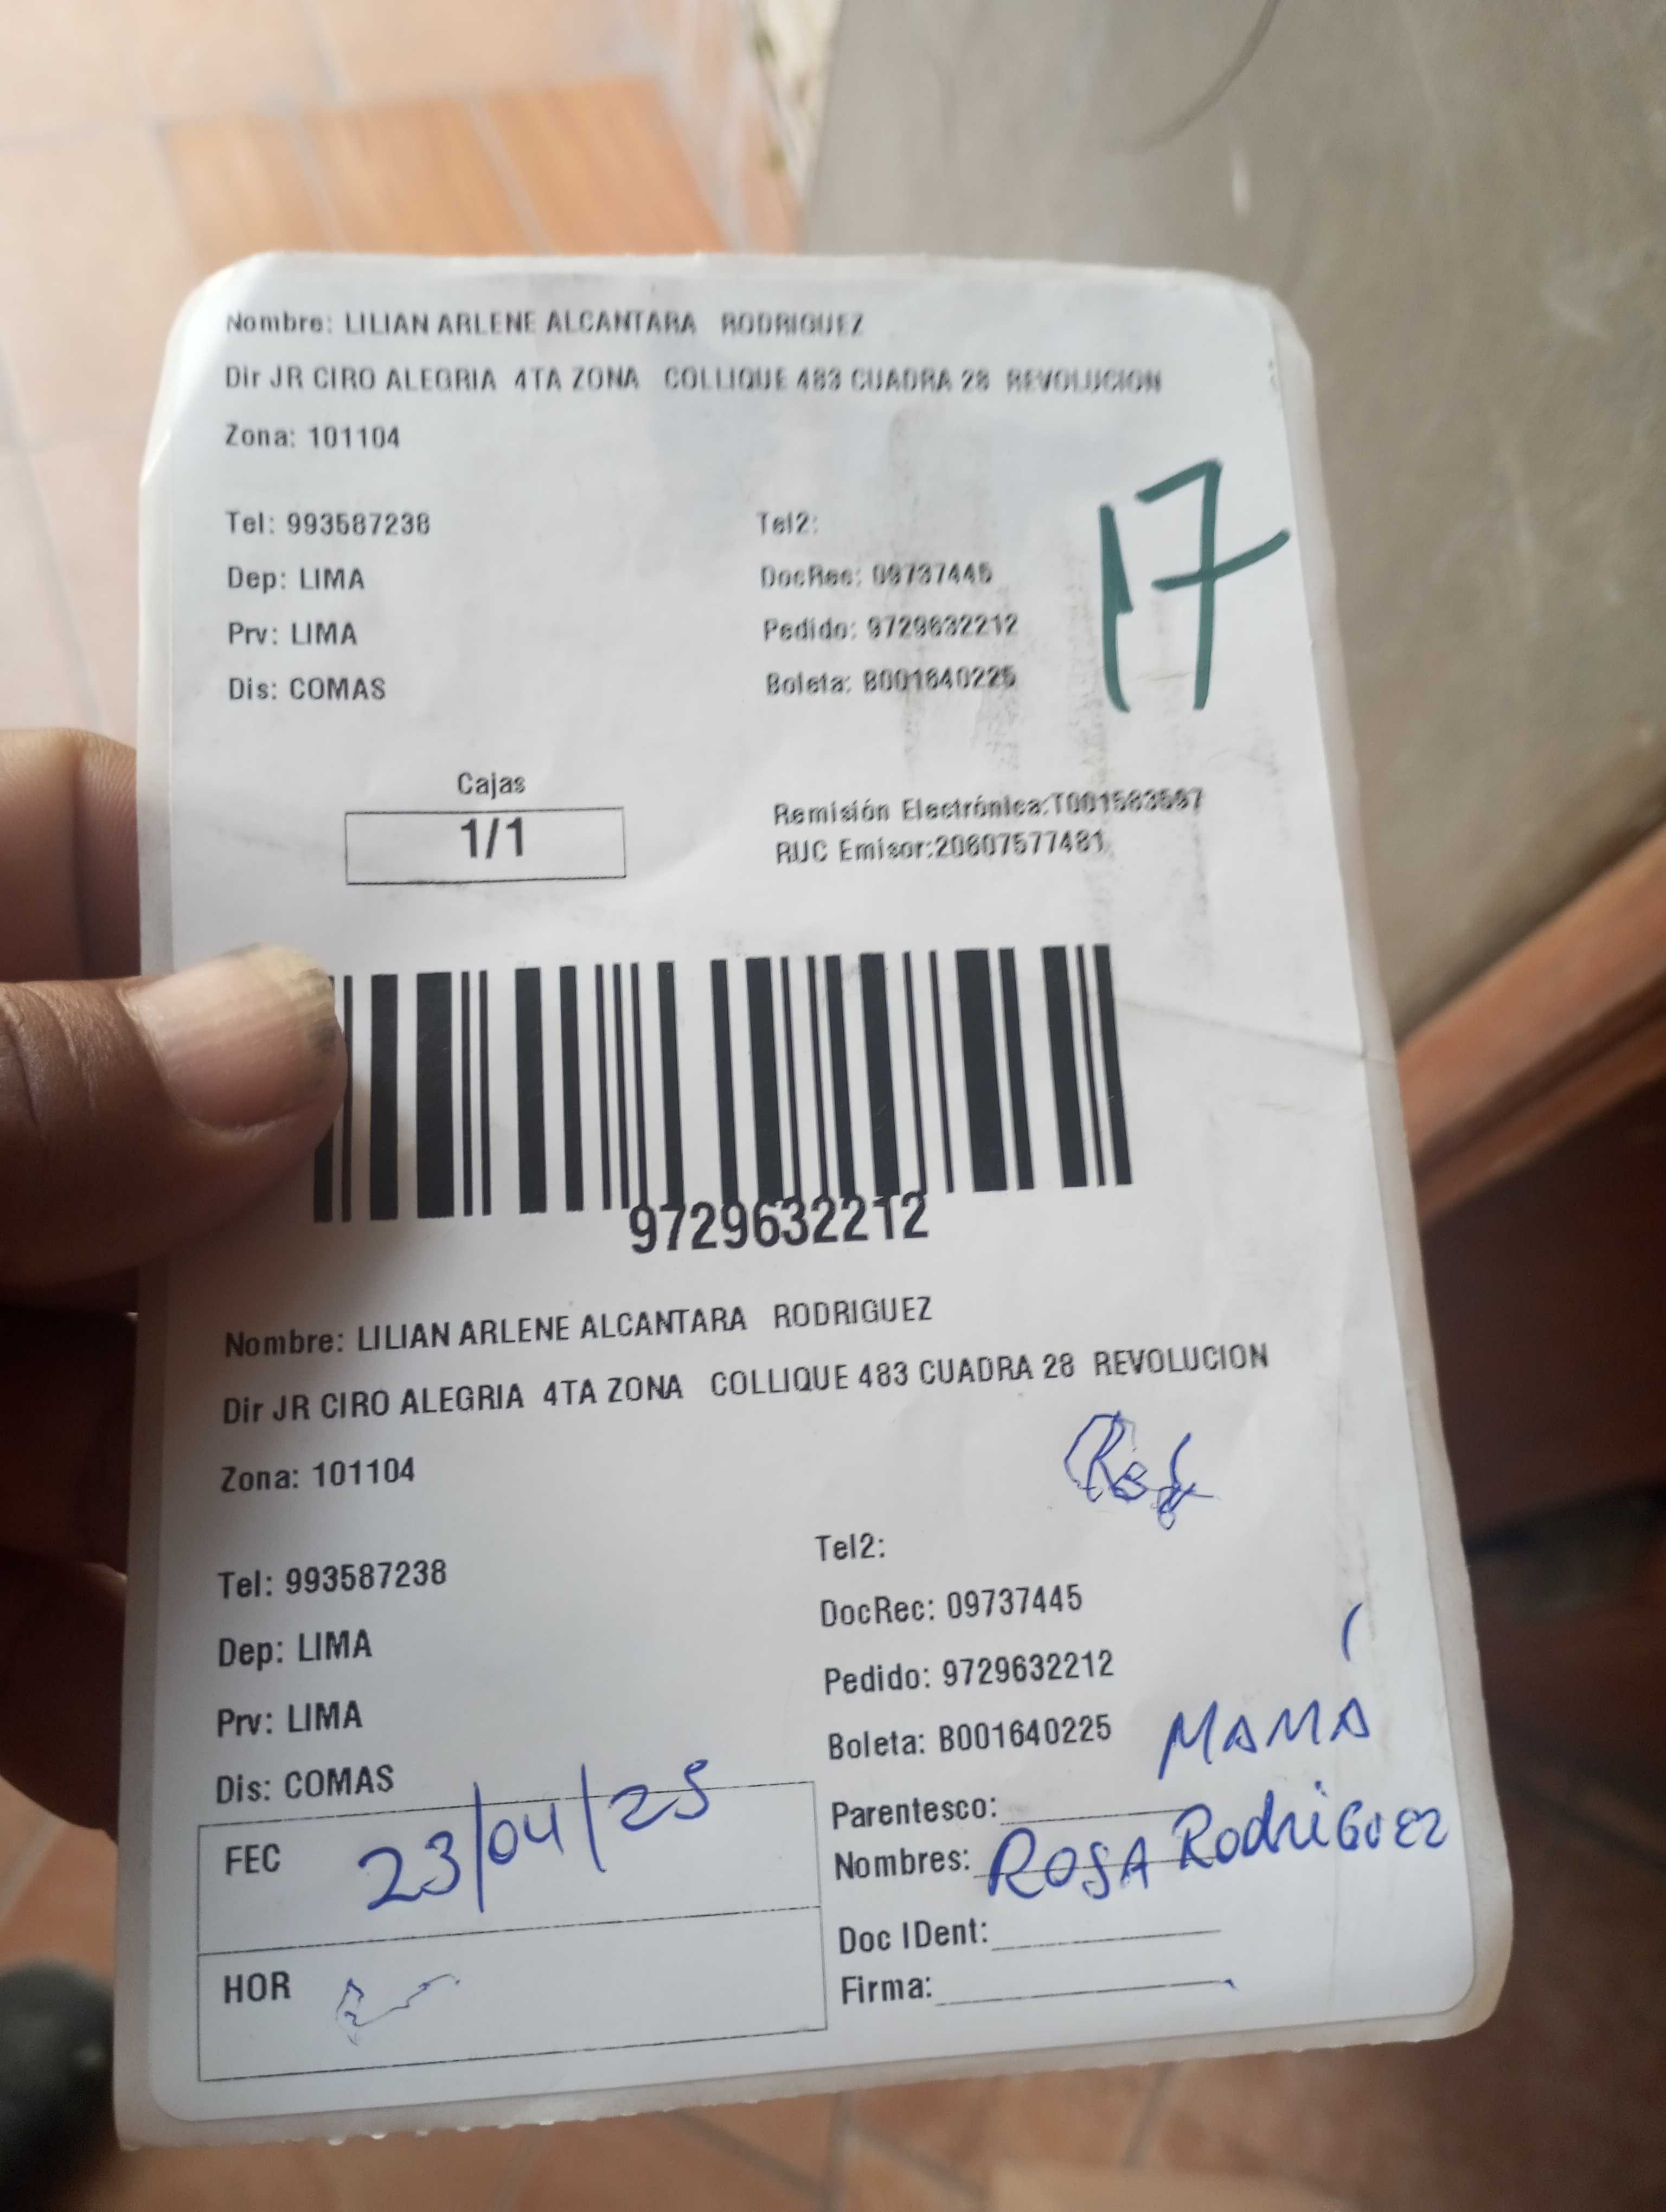 Nombre: LILIAN ARLENE ALCANTARA RODRIGUEZ
Dir JR CIRO ALEGRIA 4TA ZONA COLLIQUE 483 CUADRA 28 REVOLUCION
Zona: 101104
Tel: 993587238 Tel2:
17
Dep: LIMA DocRec: 09737445
Prv: LIMA Pedido: 9729632212
Dis: COMAS Boleta: B001640225
Cajas
1/1
Remisión Electrónica:T001583567
RUC Emisor:20607577481
9729632212
Nombre: LILIAN ARLENE ALCANTARA RODRIGUEZ
Dir JR CIRO ALEGRIA 4TA ZONA COLLIQUE 483 CUADRA 28 REVOLUCION
Zona: 101104
Tel: 993587238 Tel2:
Dep: LIMA DocRec: 09737445
Prv: LIMA Pedido: 9729632212
Dis: COMAS Boleta: B001640225
FEC 23/04/25
HOR
Parentesco: MAMÁ
Nombres: ROSA RodRiGuez
Doc IDent:
Firma: